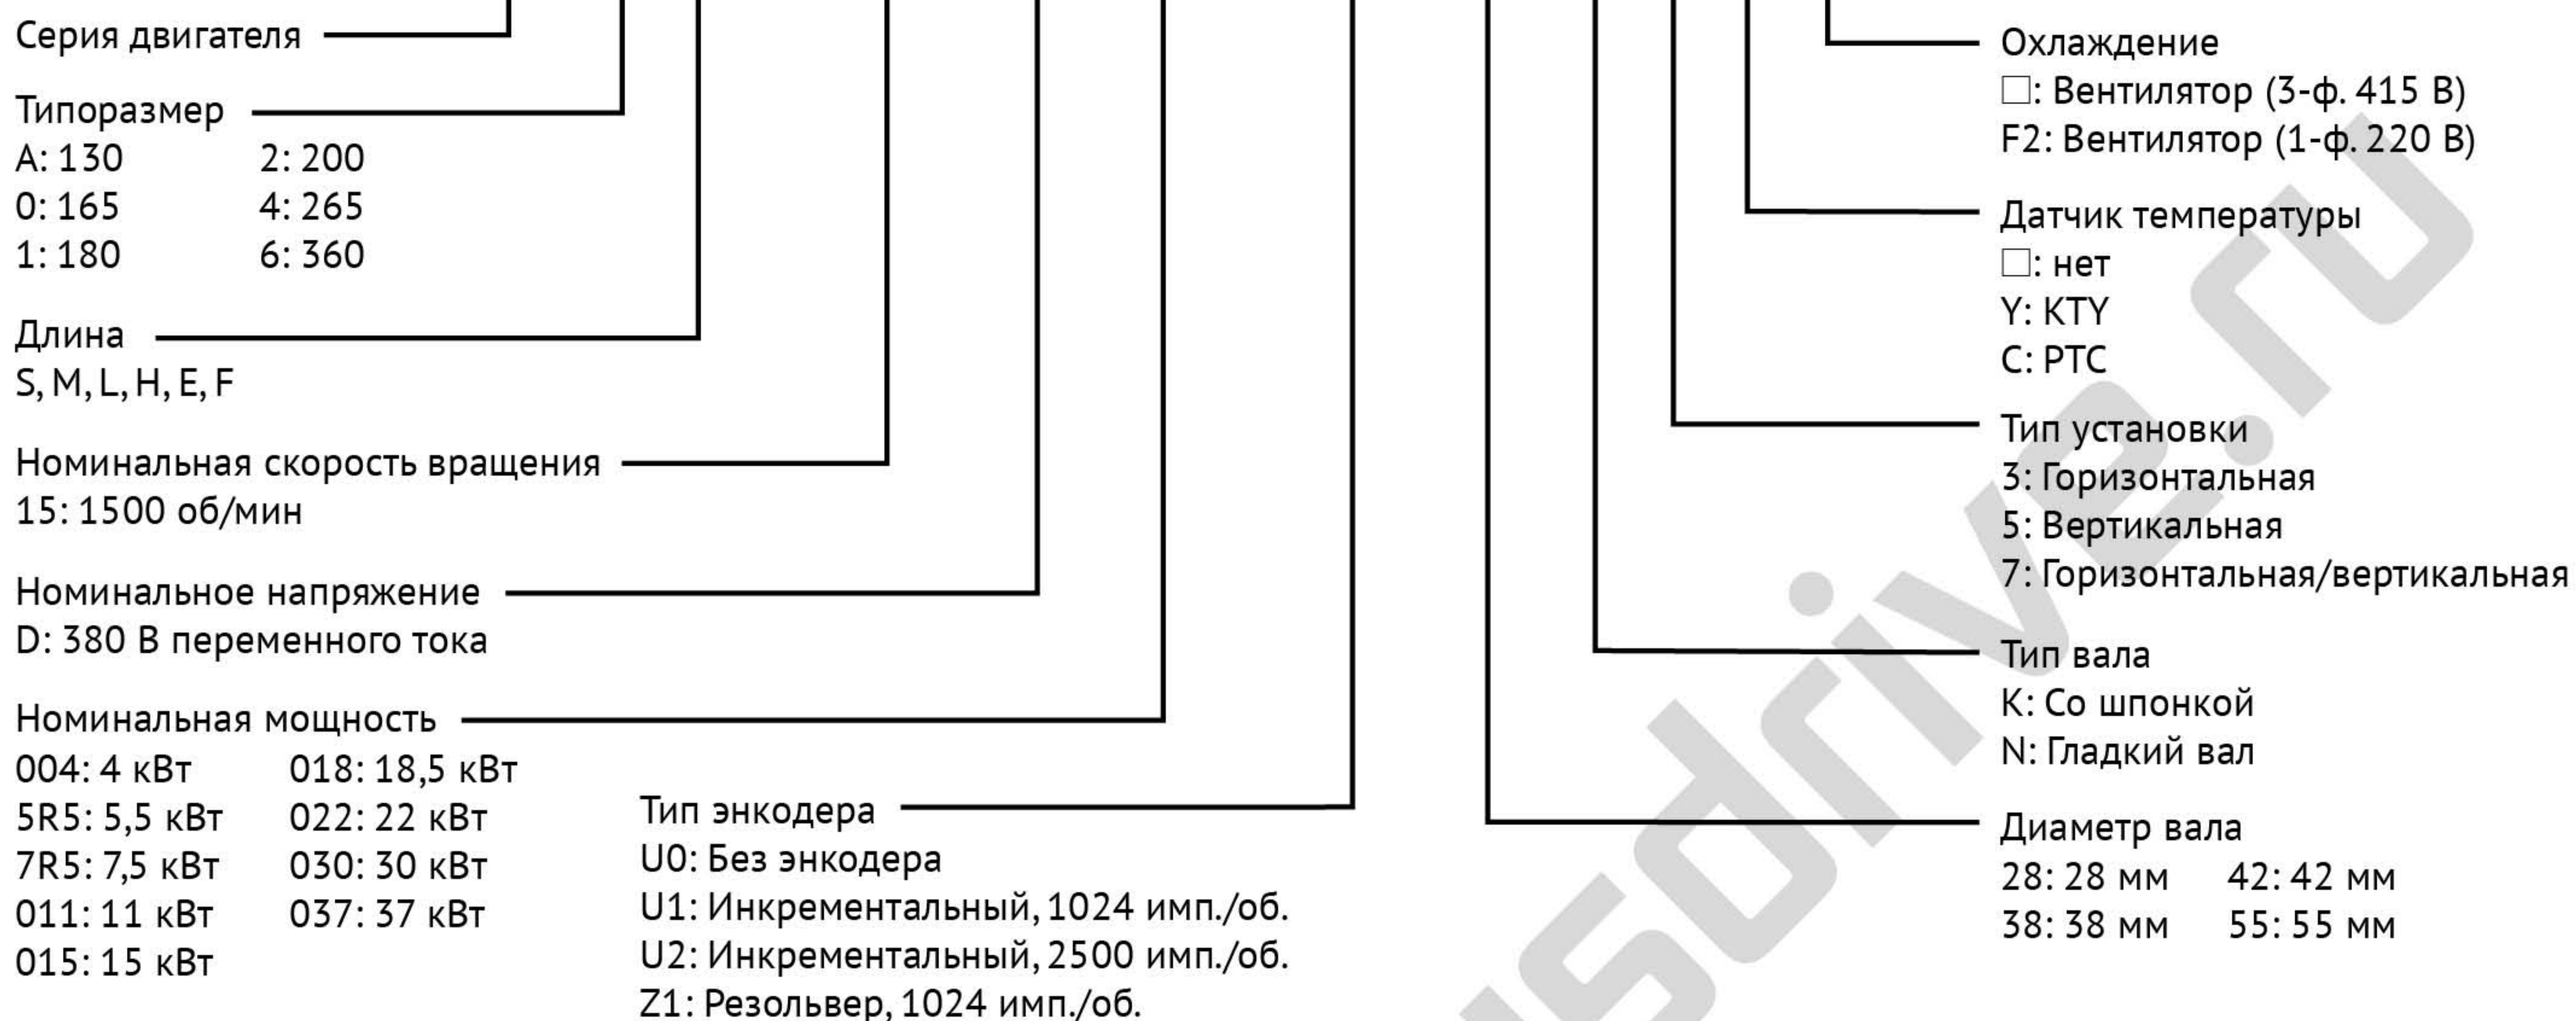 Серия двигателя
Типоразмер
A: 130 2: 200
0: 165 4: 265
1: 180 6: 360
Длина
S, M, L, H, E, F
Номинальная скорость вращения
15: 1500 об/мин
Номинальное напряжение
D: 380 В переменного тока
Номинальная мощность
004: 4 кВт 018: 18,5 кВт
5R5: 5,5 кВт 022: 22 кВт
7R5: 7,5 кВт 030: 30 кВт
011: 11 кВт 037: 37 кВт
015: 15 кВт
Тип энкодера
U0: Без энкодера
U1: Инкрементальный, 1024 имп./об.
U2: Инкрементальный, 2500 имп./об.
Z1: Резольвер, 1024 имп./об.
Охлаждение
□: Вентилятор (3-ф. 415 В)
F2: Вентилятор (1-ф. 220 В)
Датчик температуры
□: нет
Y: KTY
C: PTC
Тип установки
3: Горизонтальная
5: Вертикальная
7: Горизонтальная/вертикальная
Тип вала
K: Со шпонкой
N: Гладкий вал
Диаметр вала
28: 28 мм 42: 42 мм
38: 38 мм 55: 55 мм
usdrive.ru